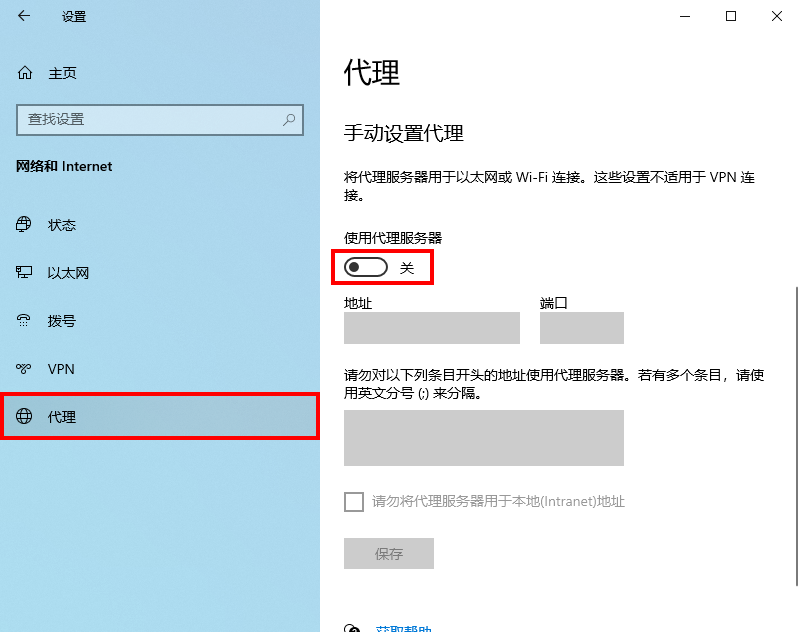 设置
主页
查找设置
网络和 Internet
状态
以太网
拨号
VPN
代理
代理
手动设置代理
将代理服务器用于以太网或 Wi-Fi 连接。这些设置不适用于 VPN 连
接。
使用代理服务器
关
地址 端口
请勿对以下列条目开头的地址使用代理服务器。若有多个条目，请使
用英文分号 (;) 来分隔。
请勿将代理服务器用于本地(Intranet)地址
保存
获取帮助